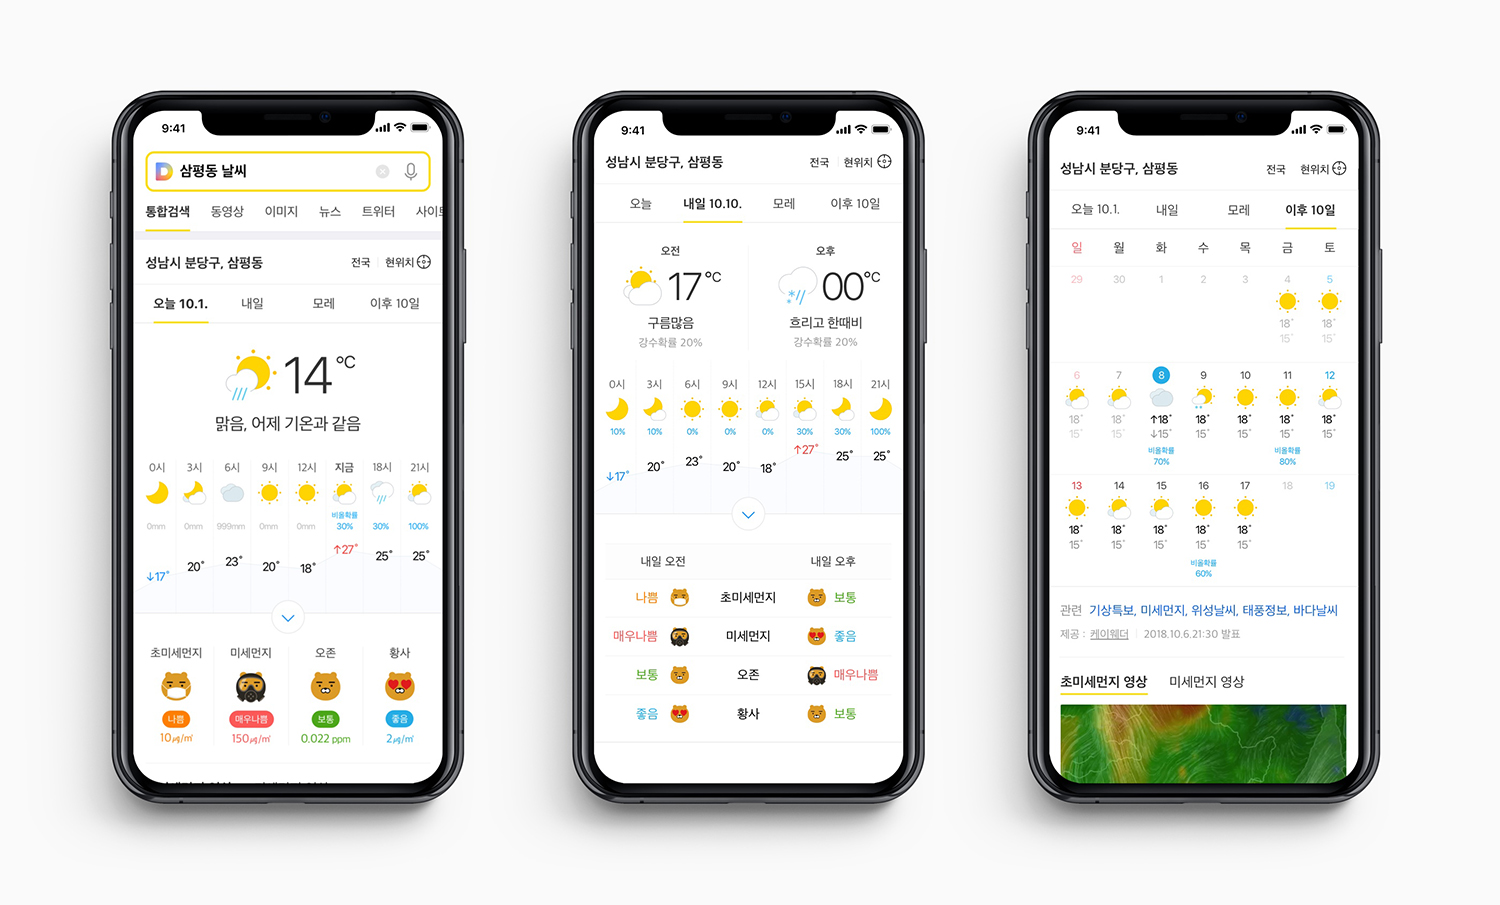 9:41
삼평동 날씨
통합검색 동영상 이미지 뉴스 트위터 사이트
성남시 분당구, 삼평동 전국 현위치
오늘 10.1. 내일 모레 이후 10일
14°C
맑음, 어제 기온과 같음
0시 3시 6시 9시 12시 지금 18시 21시
0mm 0mm 999mm 0mm 0mm 비올확률 30% 30% 100%
↓17° 20° 23° 20° 18° ↑27° 25° 25°
초미세먼지 미세먼지 오존 황사
나쁨 매우나쁨 보통 좋음
10㎍/㎥ 150㎍/㎥ 0.022 ppm 2㎍/㎥
9:41
성남시 분당구, 삼평동 전국 현위치
오늘 내일 10.10. 모레 이후 10일
오전 오후
17°C 00°C
구름많음 흐리고 한때비
강수확률 20% 강수확률 20%
0시 3시 6시 9시 12시 15시 18시 21시
10% 10% 0% 0% 0% 30% 30% 100%
↓17° 20° 23° 20° 18° ↑27° 25° 25°
내일 오전 내일 오후
나쁨 초미세먼지 보통
매우나쁨 미세먼지 좋음
보통 오존 매우나쁨
좋음 황사 보통
9:41
성남시 분당구, 삼평동 전국 현위치
오늘 10.1. 내일 모레 이후 10일
일 월 화 수 목 금 토
29 30 1 2 3 4 5
18° 18°
15° 15°
6 7 8 9 10 11 12
18° 18° ↑18° 18° 18° 18° 18°
15° 15° ↓15° 15° 15° 15° 15°
비올확률 비올확률
70% 80%
13 14 15 16 17 18 19
18° 18° 18° 18° 18°
15° 15° 15° 15° 15°
비올확률
60%
관련 기상특보, 미세먼지, 위성날씨, 태풍정보, 바다날씨
제공 : 케이웨더 2018.10.6,21:30 발표
초미세먼지 영상 미세먼지 영상